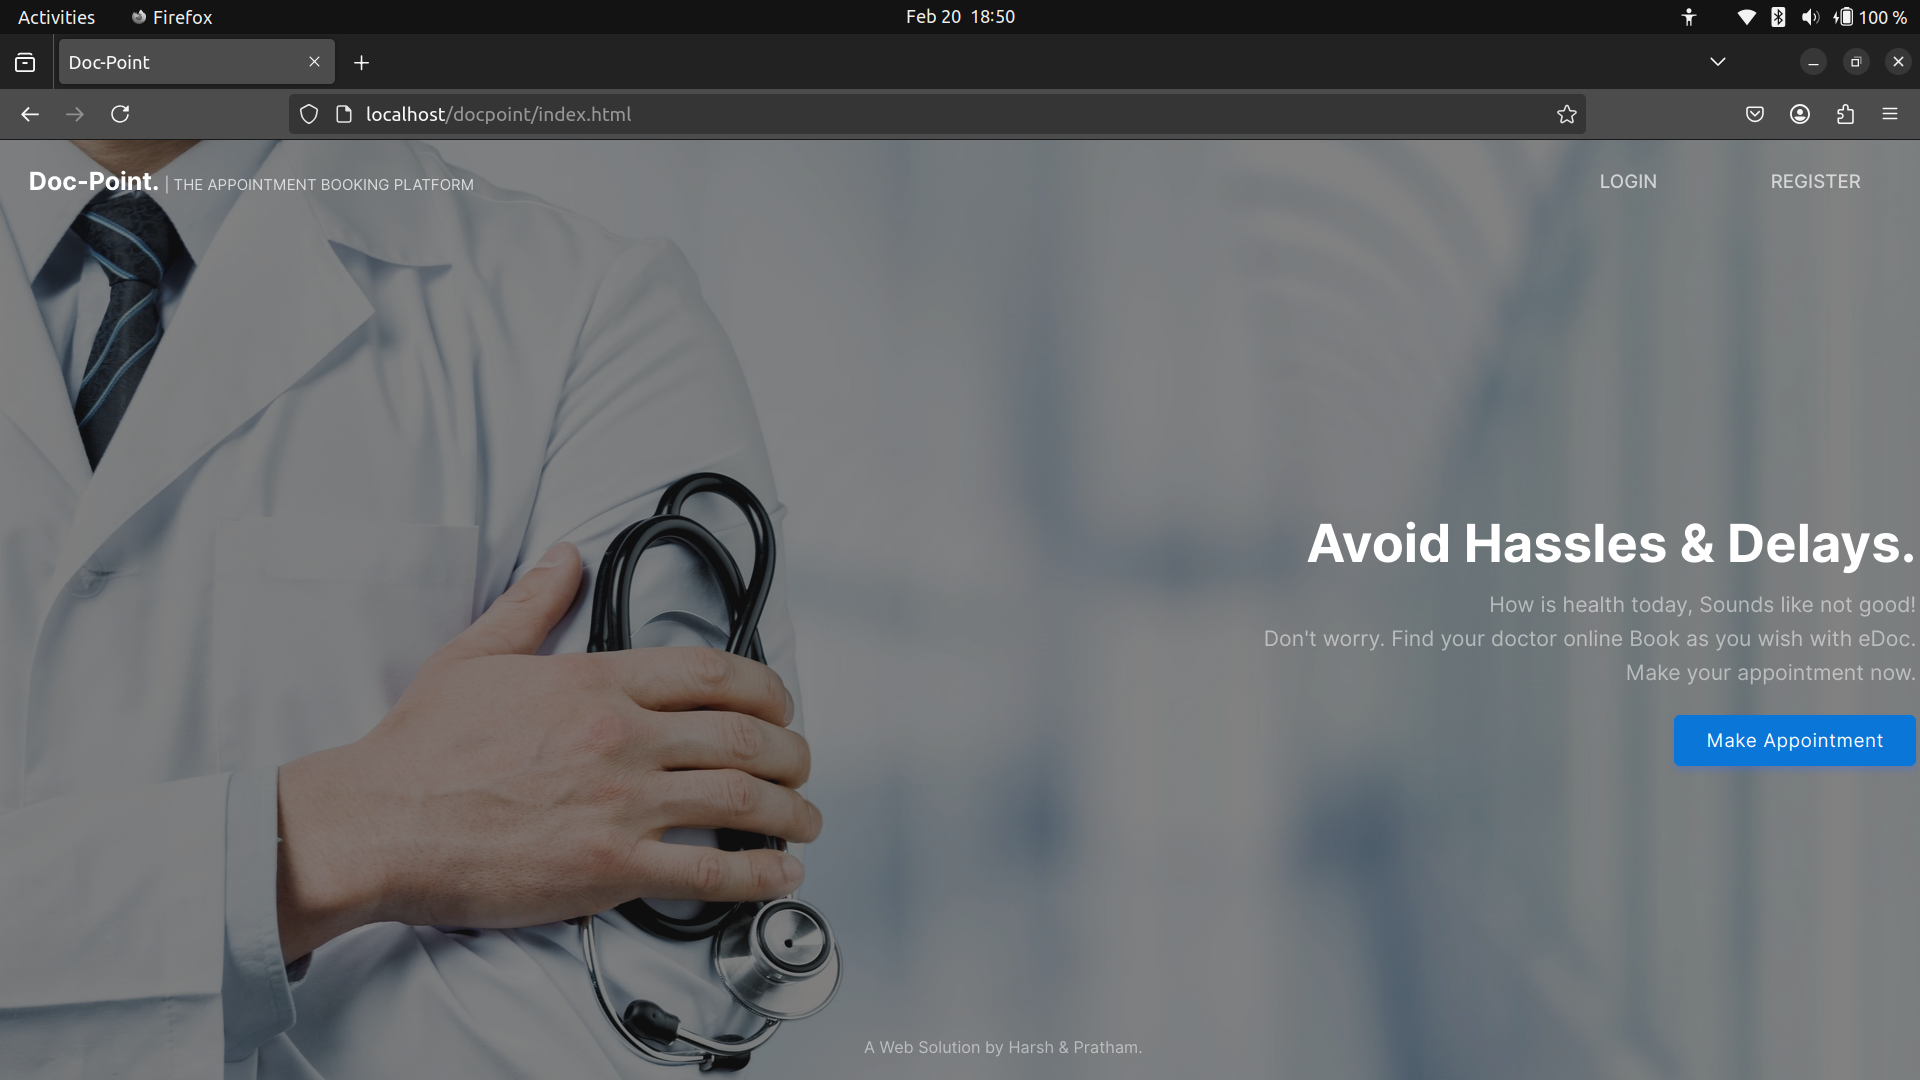 Activities Firefox Feb 20 18:50 100 %
Doc-Point
localhost/docpoint/index.html
Doc-Point. | THE APPOINTMENT BOOKING PLATFORM LOGIN REGISTER
Avoid Hassles & Delays.
How is health today, Sounds like not good!
Don't worry. Find your doctor online Book as you wish with eDoc.
Make your appointment now.
Make Appointment
A Web Solution by Harsh & Pratham.